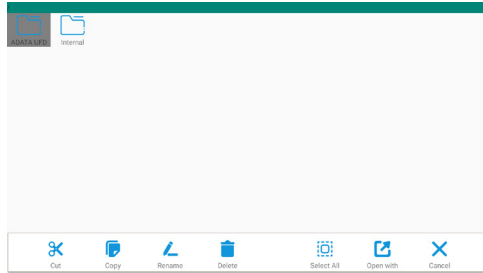 ADATA UFD Internal
Cut Copy Rename Delete Select All Open with Cancel